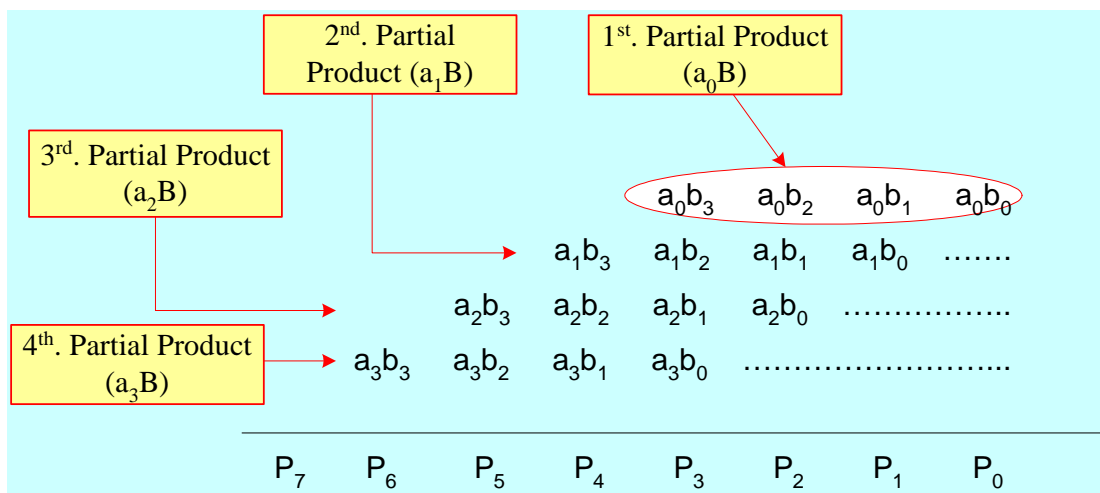 2nd. Partial
Product (a1B)
1st. Partial Product
(a0B)
3rd. Partial Product
(a2B)
4th. Partial Product
(a3B)
a0b3 a0b2 a0b1 a0b0
a1b3 a1b2 a1b1 a1b0 …….
a2b3 a2b2 a2b1 a2b0 ……………..
a3b3 a3b2 a3b1 a3b0 ……………………...
P7 P6 P5 P4 P3 P2 P1 P0